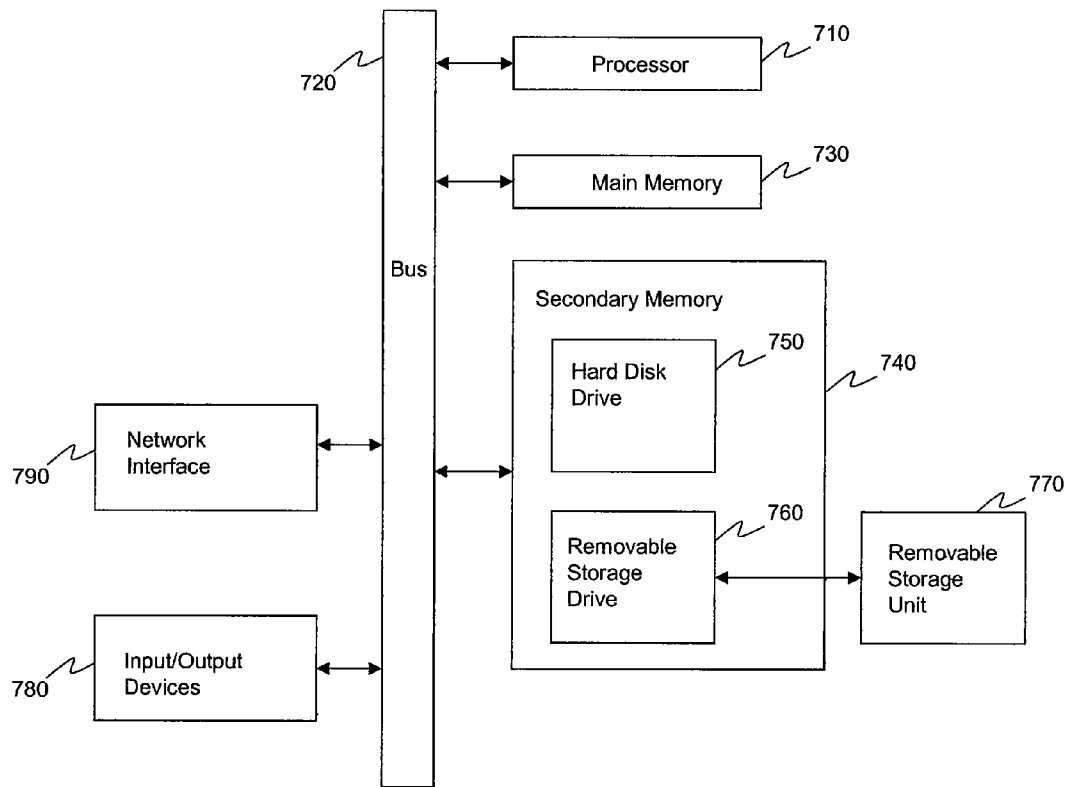 710
Processor
720
730
Main Memory
Bus
Secondary Memory
750
Hard Disk
Drive
740
Network
Interface
790
760
770
Removable
Storage
Drive
Removable
Storage
Unit
Input/Output
Devices
780